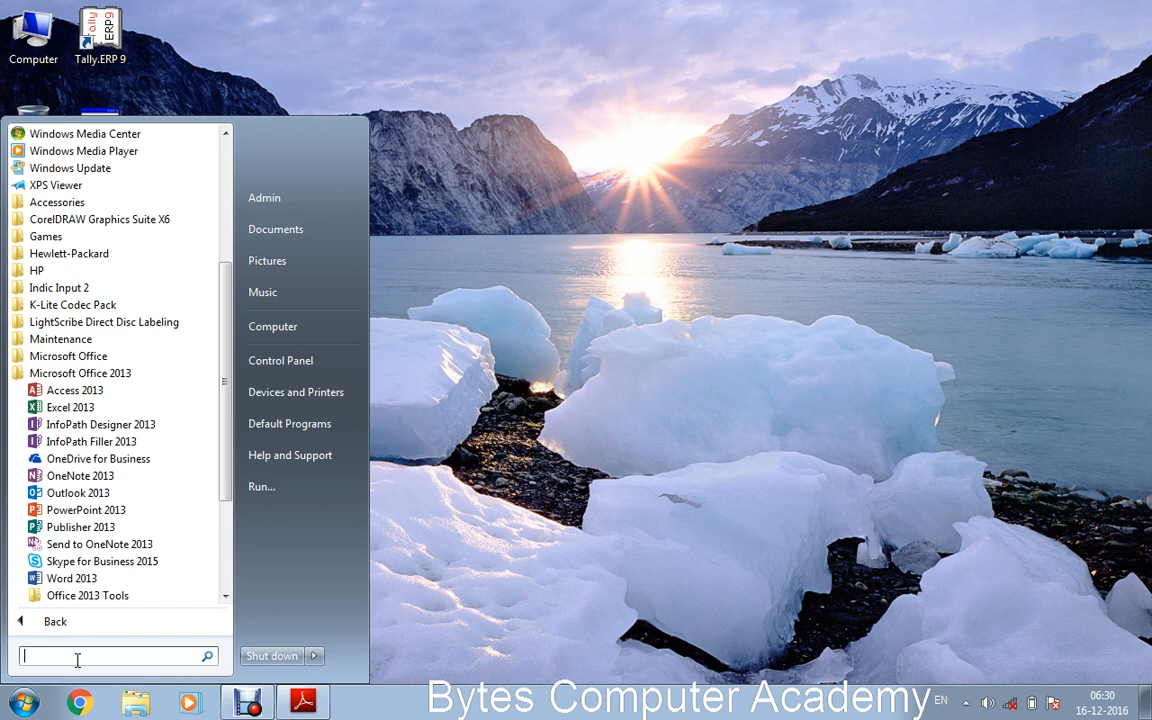 Computer
Tally.ERP 9
Windows Media Center
Windows Media Player
Windows Update
XPS Viewer
Accessories
CorelDRAW Graphics Suite X6
Games
Hewlett-Packard
HP
Indic Input 2
K-Lite Codec Pack
LightScribe Direct Disc Labeling
Maintenance
Microsoft Office
Microsoft Office 2013
Access 2013
Excel 2013
InfoPath Designer 2013
InfoPath Filler 2013
OneDrive for Business
OneNote 2013
Outlook 2013
PowerPoint 2013
Publisher 2013
Send to OneNote 2013
Skype for Business 2015
Word 2013
Office 2013 Tools
Back
Admin
Documents
Pictures
Music
Computer
Control Panel
Devices and Printers
Default Programs
Help and Support
Run...
Shut down
Bytes Computer Academy
EN
06:30
16-12-2016